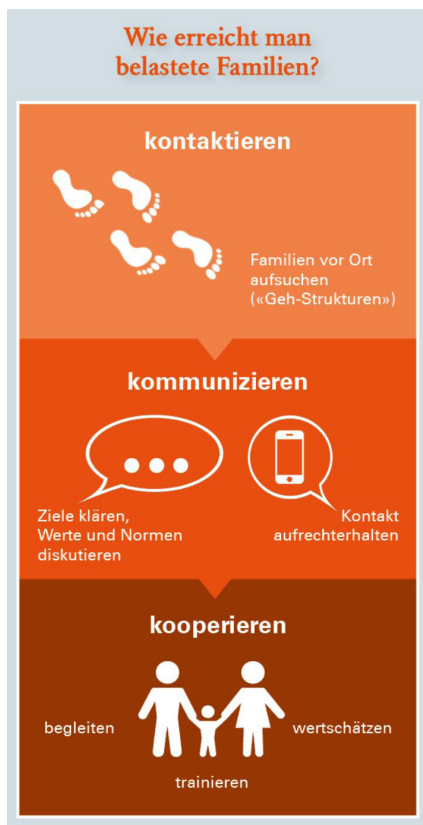 Wie erreicht man
belastete Familien?
kontaktieren
Familien vor Ort
aufsuchen
(«Geh-Strukturen»)
kommunizieren
Ziele klären,
Werte und Normen
diskutieren
Kontakt
aufrechterhalten
kooperieren
begleiten
wertschätzen
trainieren